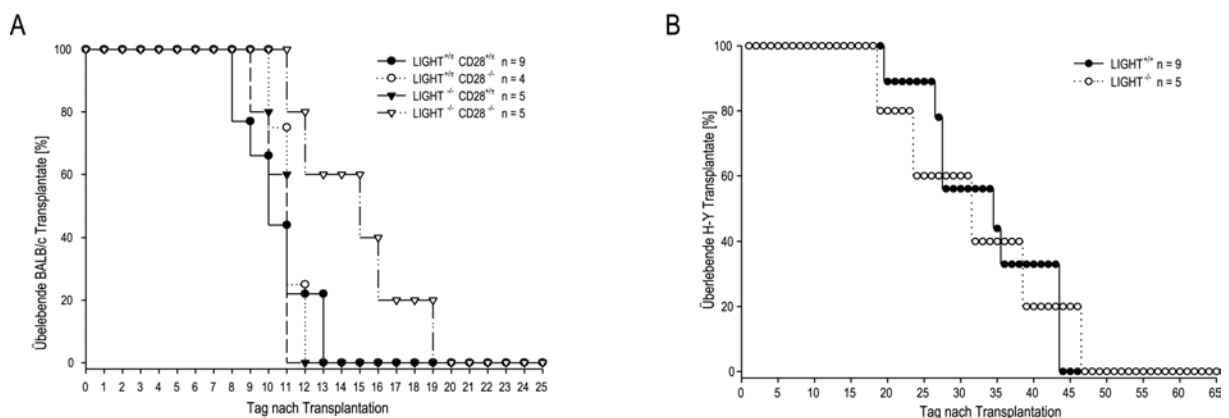 A
100
80
60
40
20
0
Übelebende BALB/c Transplantate [%]
LIGHT+/± CD28+/± n = 9
LIGHT+/± CD28-/- n = 4
LIGHT-/- CD28+/± n = 5
LIGHT-/- CD28-/- n = 5
0 1 2 3 4 5 6 7 8 9 10 11 12 13 14 15 16 17 18 19 20 21 22 23 24 25
Tag nach Transplantation
B
100
80
60
40
20
0
Überlebende H-Y Transplantate [%]
LIGHT+/+ n = 9
LIGHT-/- n = 5
0 5 10 15 20 25 30 35 40 45 50 55 60 65
Tag nach Transplantation